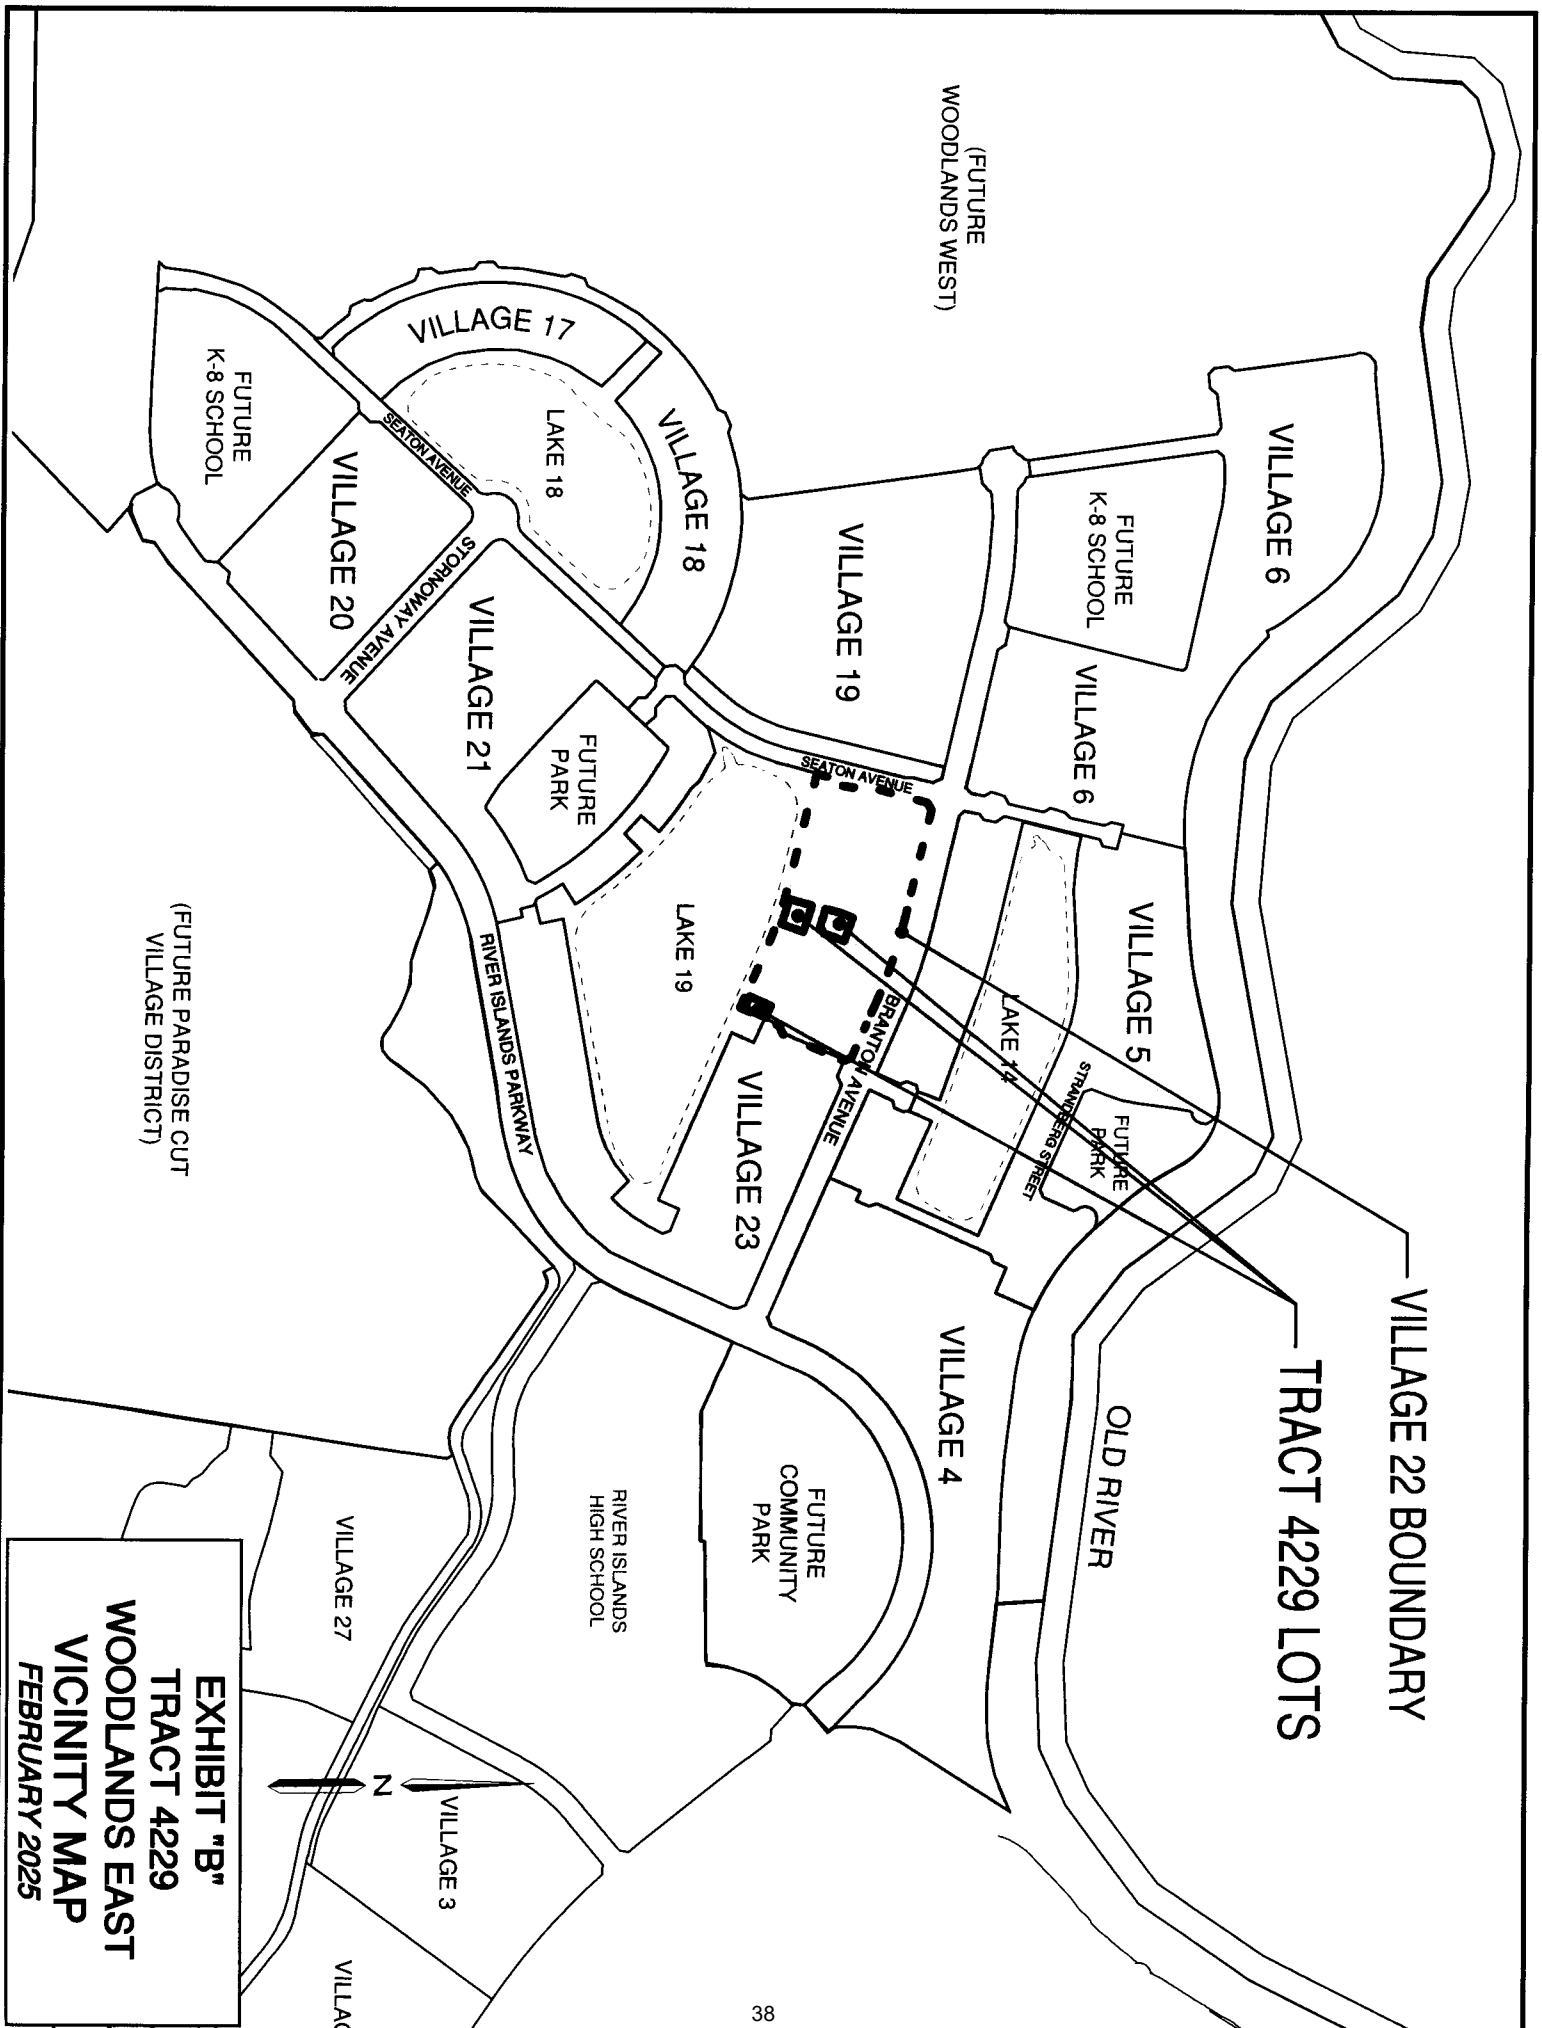 (FUTURE
WOODLANDS WEST)
VILLAGE 17
VILLAGE 18
LAKE 18
FUTURE
K-8 SCHOOL
SEATON AVENUE
VILLAGE 20
STORNOWAY AVENUE
VILLAGE 21
FUTURE
PARK
VILLAGE 19
SEATON AVENUE
VILLAGE 6
FUTURE
K-8 SCHOOL
VILLAGE 6
VILLAGE 5
LAKE 14
STRANDBERG STREET
FUTURE
PARK
LAKE 19
BRANTON AVENUE
VILLAGE 23
RIVER ISLANDS PARKWAY
(FUTURE PARADISE CUT
VILLAGE DISTRICT)
VILLAGE 22 BOUNDARY
TRACT 4229 LOTS
OLD RIVER
VILLAGE 4
FUTURE
COMMUNITY
PARK
RIVER ISLANDS
HIGH SCHOOL
VILLAGE 27
VILLAGE 3
VILLAG
N
EXHIBIT "B"
TRACT 4229
WOODLANDS EAST
VICINITY MAP
FEBRUARY 2025
38